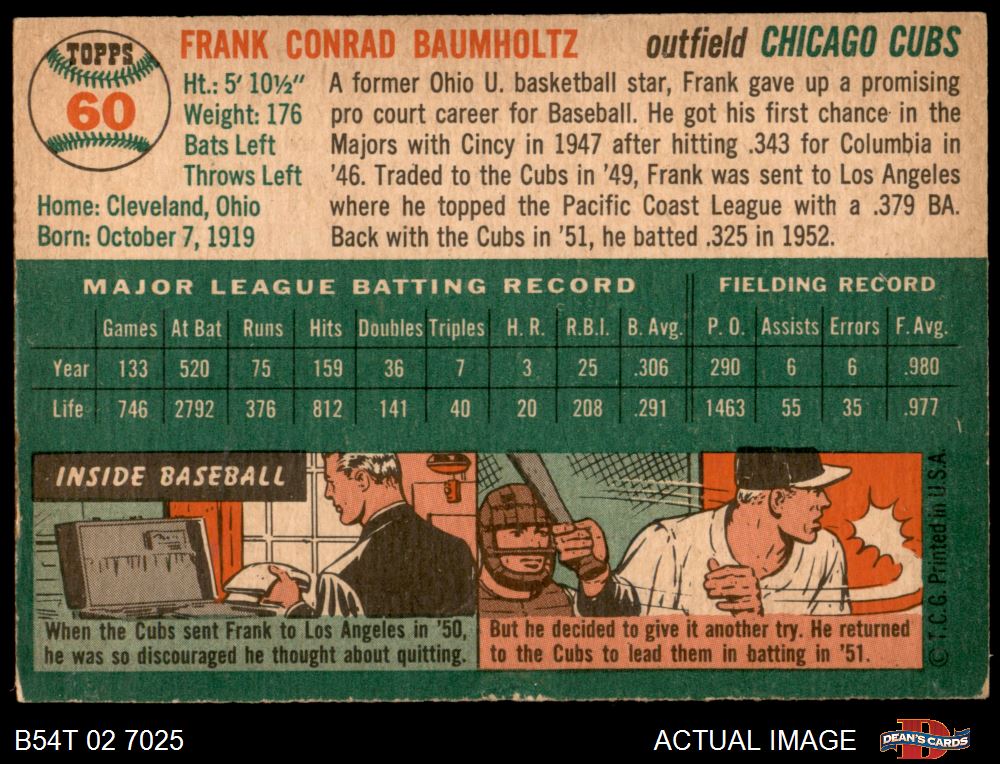 TOPPS
60
FRANK CONRAD BAUMHOLTZ outfield CHICAGO CUBS
Ht.: 5' 10½"
Weight: 176
Bats Left
Throws Left
Home: Cleveland, Ohio
Born: October 7, 1919
A former Ohio U. basketball star, Frank gave up a promising
pro court career for Baseball. He got his first chance in the
Majors with Cincy in 1947 after hitting .343 for Columbia in
'46. Traded to the Cubs in '49, Frank was sent to Los Angeles
where he topped the Pacific Coast League with a .379 BA.
Back with the Cubs in '51, he batted .325 in 1952.
MAJOR LEAGUE BATTING RECORD FIELDING RECORD
Games At Bat Runs Hits Doubles Triples H. R. R.B.I. B. Avg. P. O. Assists Errors F. Avg.
Year 133 520 75 159 36 7 3 25 .306 290 6 6 .980
Life 746 2792 376 812 141 40 20 208 .291 1463 55 35 .977
INSIDE BASEBALL
When the Cubs sent Frank to Los Angeles in '50,
he was so discouraged he thought about quitting.
But he decided to give it another try. He returned
to the Cubs to lead them in batting in '51.
© T.C.G. Printed in U.S.A.
B54T 02 7025 ACTUAL IMAGE
D
DEAN'S CARDS